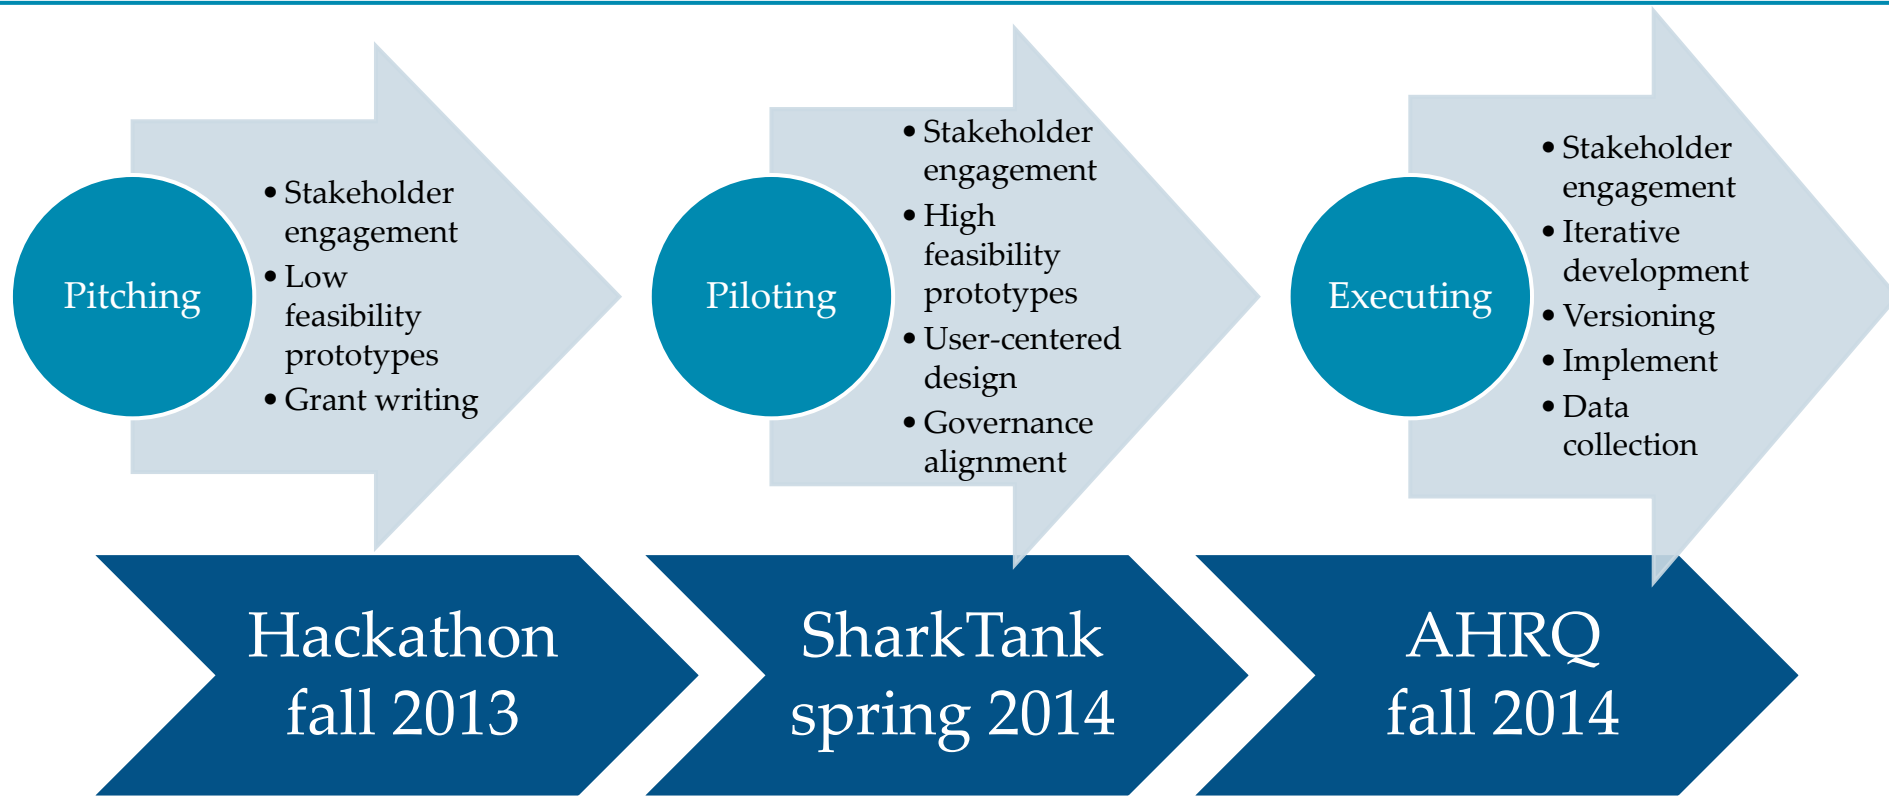 Pitching
• Stakeholder
engagement
• Low
feasibility
prototypes
• Grant writing
Piloting
• Stakeholder
engagement
• High
feasibility
prototypes
• User-centered
design
• Governance
alignment
Executing
• Stakeholder
engagement
• Iterative
development
• Versioning
• Implement
• Data
collection
Hackathon
fall 2013
SharkTank
spring 2014
AHRQ
fall 2014